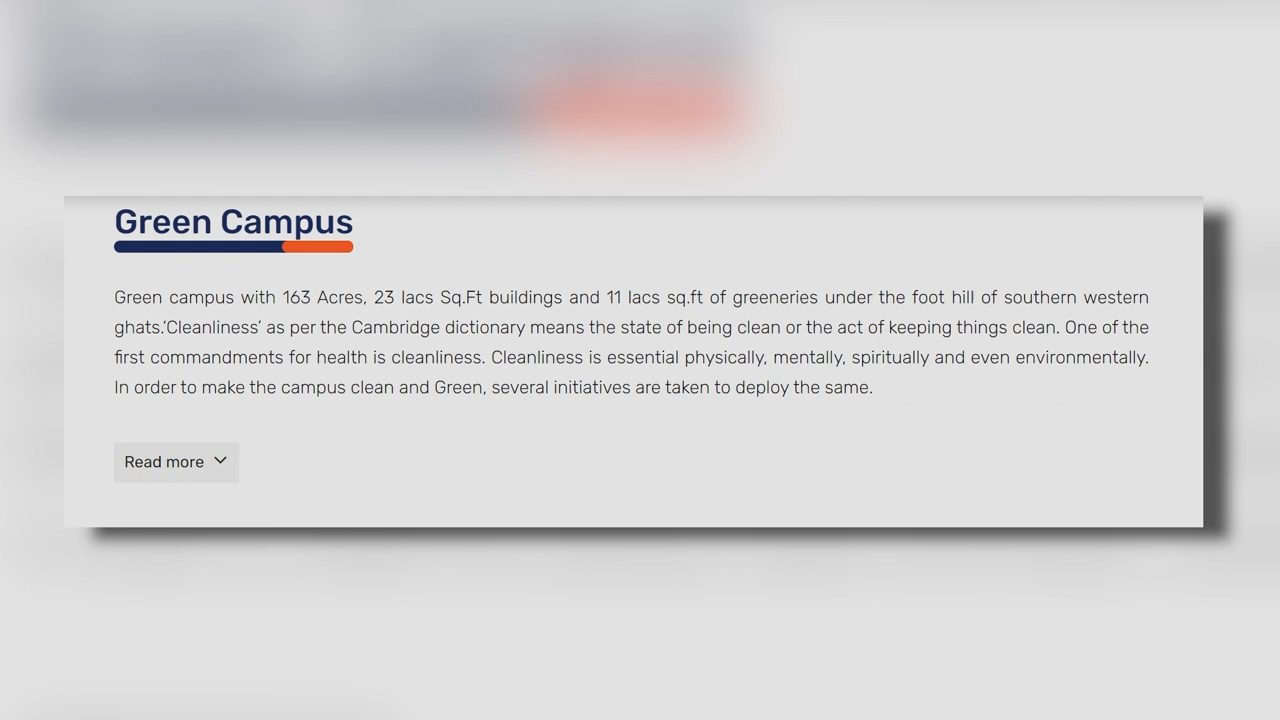 Green Campus
Green campus with 163 Acres, 23 lacs Sq.Ft buildings and 11 lacs sq.ft of greeneries under the foot hill of southern western
ghats.‘Cleanliness’ as per the Cambridge dictionary means the state of being clean or the act of keeping things clean. One of the
first commandments for health is cleanliness. Cleanliness is essential physically, mentally, spiritually and even environmentally.
In order to make the campus clean and Green, several initiatives are taken to deploy the same.
Read more